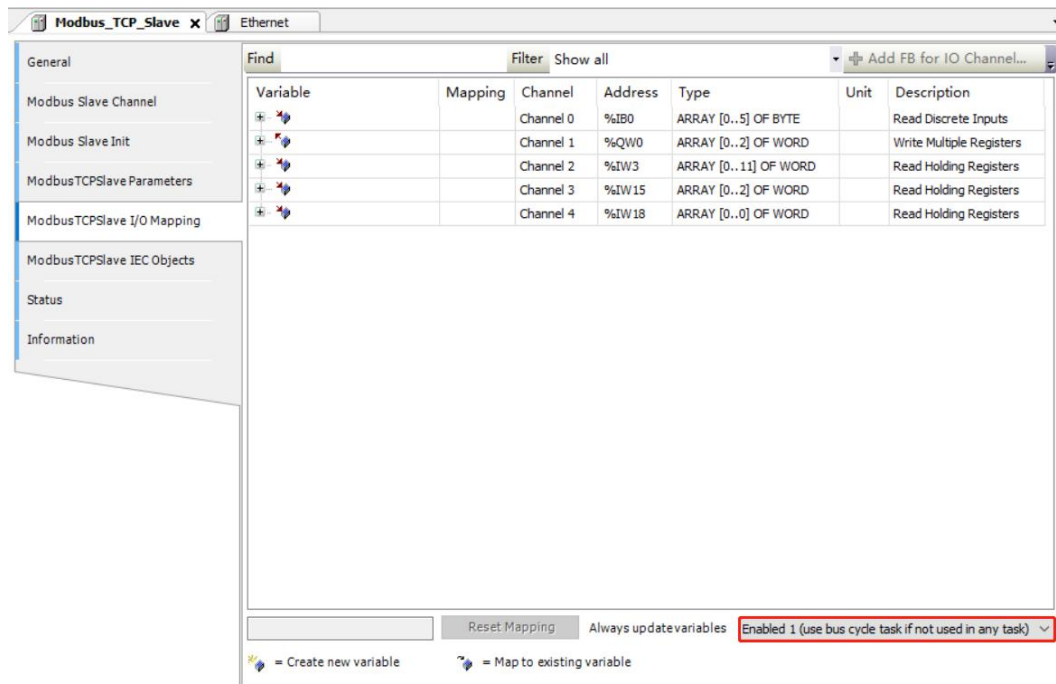 Modbus_TCP_Slave x Ethernet
General
Modbus Slave Channel
Modbus Slave Init
ModbusTCPSlave Parameters
ModbusTCPSlave I/O Mapping
ModbusTCPSlave IEC Objects
Status
Information
Find Filter Show all Add FB for IO Channel...
Variable Mapping Channel Address Type Unit Description
Channel 0 %IB0 ARRAY [0..5] OF BYTE Read Discrete Inputs
Channel 1 %QW0 ARRAY [0..2] OF WORD Write Multiple Registers
Channel 2 %IW3 ARRAY [0..11] OF WORD Read Holding Registers
Channel 3 %IW15 ARRAY [0..2] OF WORD Read Holding Registers
Channel 4 %IW18 ARRAY [0..0] OF WORD Read Holding Registers
Reset Mapping Always update variables Enabled 1 (use bus cycle task if not used in any task)
= Create new variable = Map to existing variable